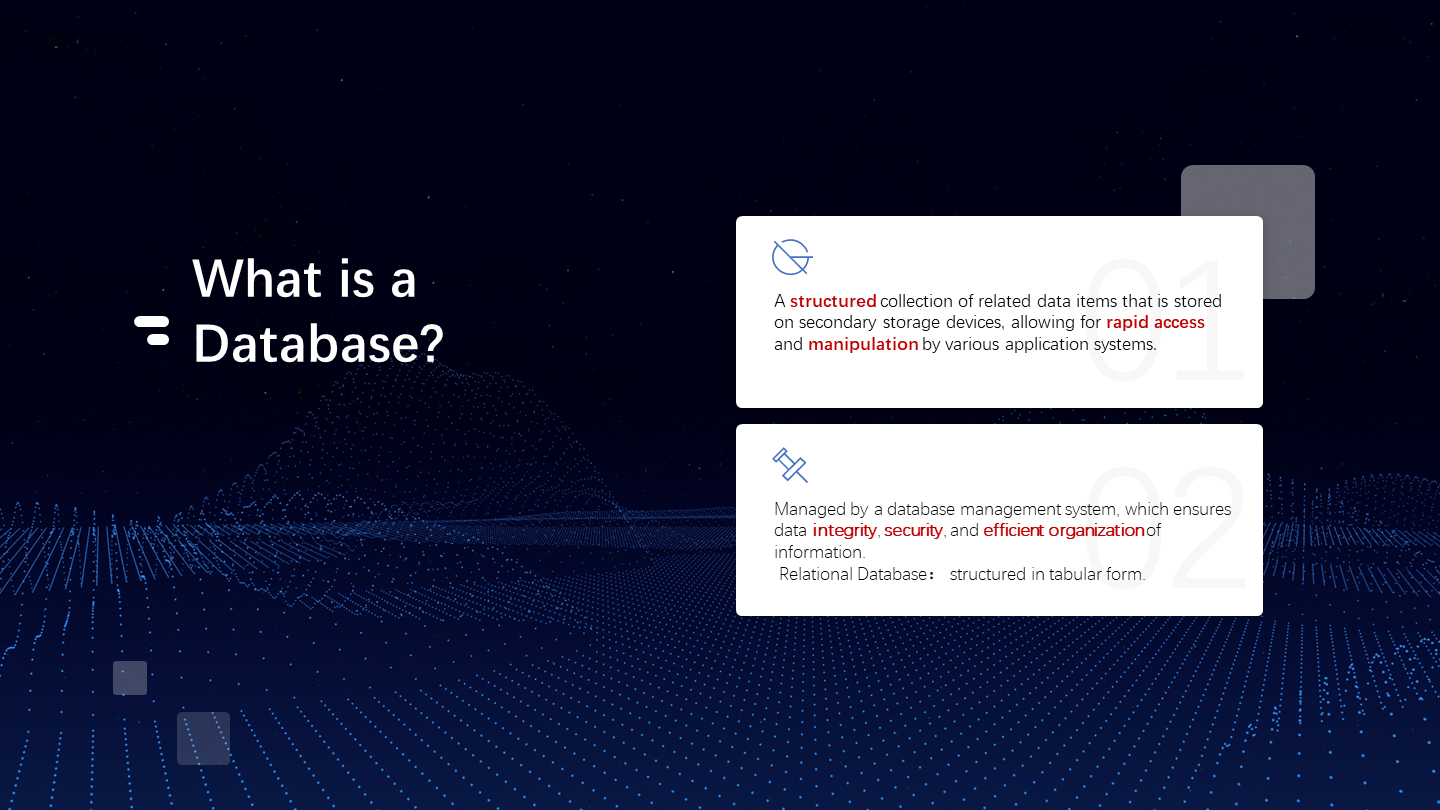 What is a
Database?
01
A structured collection of related data items that is stored
on secondary storage devices, allowing for rapid access
and manipulation by various application systems.
02
Managed by a database management system, which ensures
data integrity, security, and efficient organization of
information.
Relational Database： structured in tabular form.